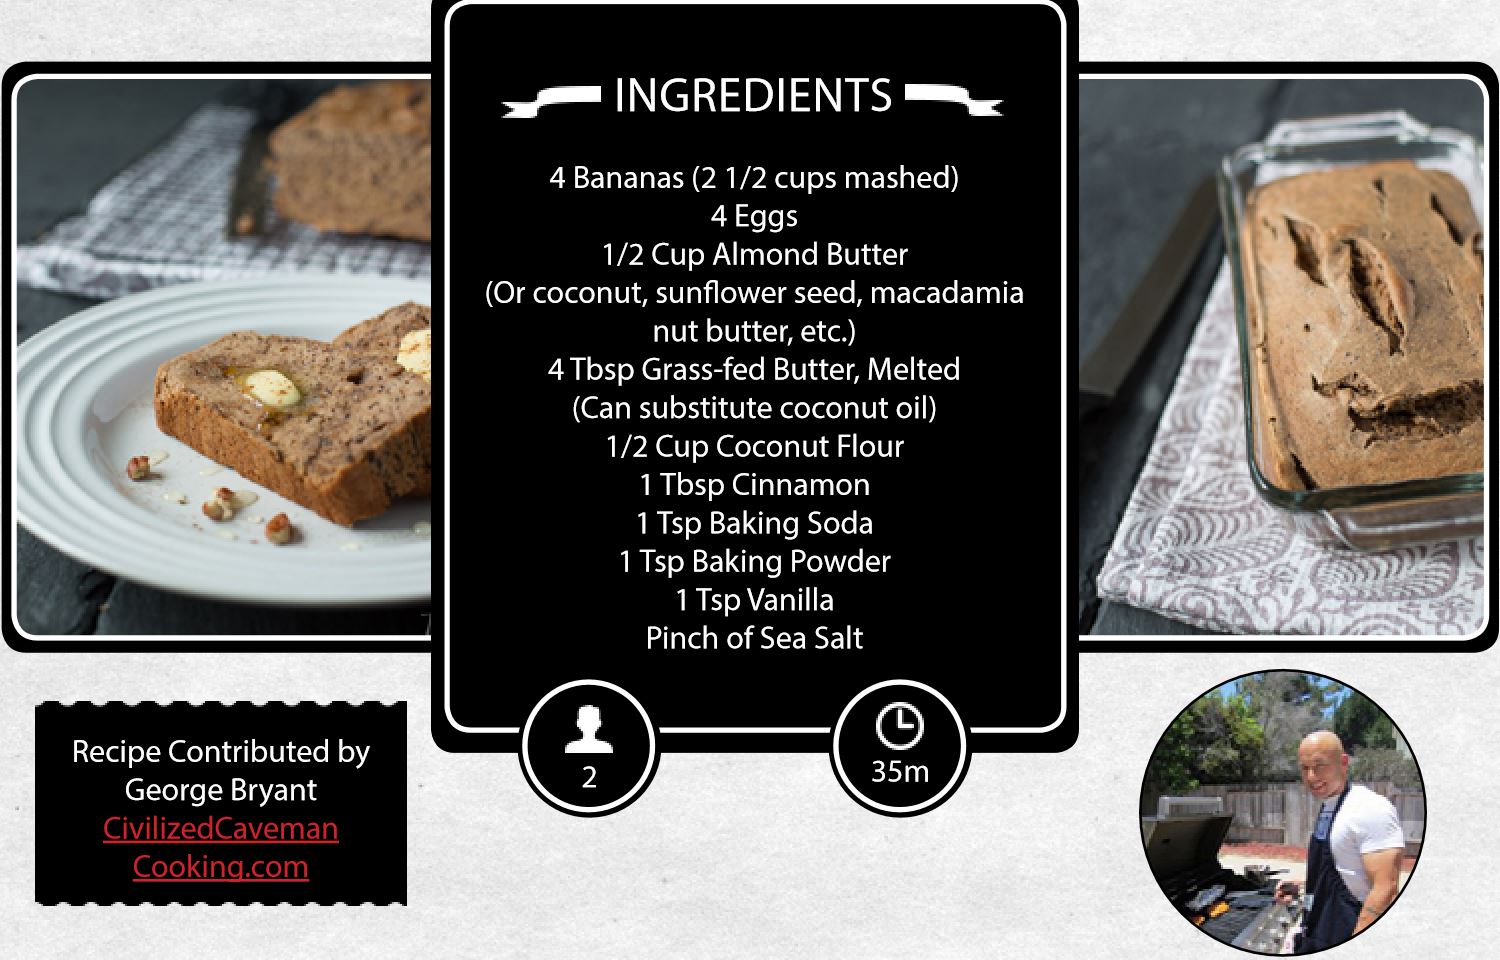 INGREDIENTS
4 Bananas (2 1/2 cups mashed)
4 Eggs
1/2 Cup Almond Butter
(Or coconut, sunflower seed, macadamia
nut butter, etc.)
4 Tbsp Grass-fed Butter, Melted
(Can substitute coconut oil)
1/2 Cup Coconut Flour
1 Tbsp Cinnamon
1 Tsp Baking Soda
1 Tsp Baking Powder
1 Tsp Vanilla
Pinch of Sea Salt
2
35m
Recipe Contributed by
George Bryant
CivilizedCaveman
Cooking.com